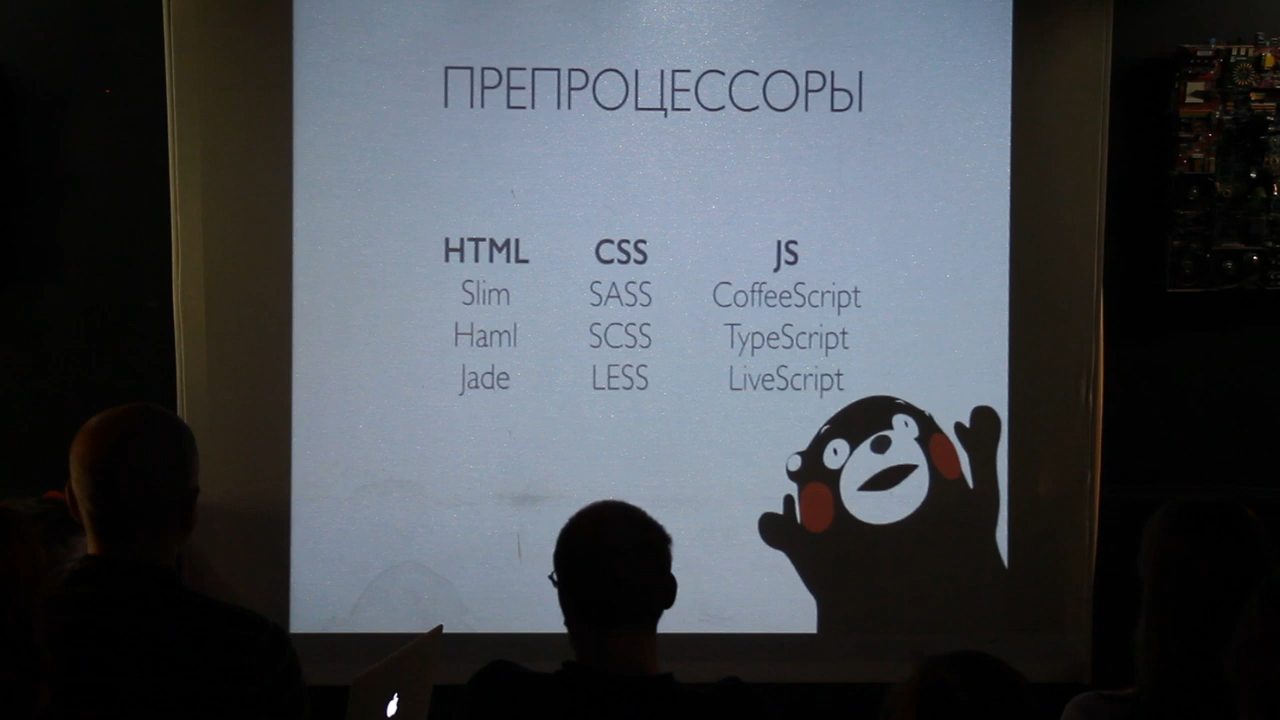 ПРЕПРОЦЕССОРЫ
HTML CSS JS
Slim SASS CoffeeScript
Haml SCSS TypeScript
Jade LESS LiveScript